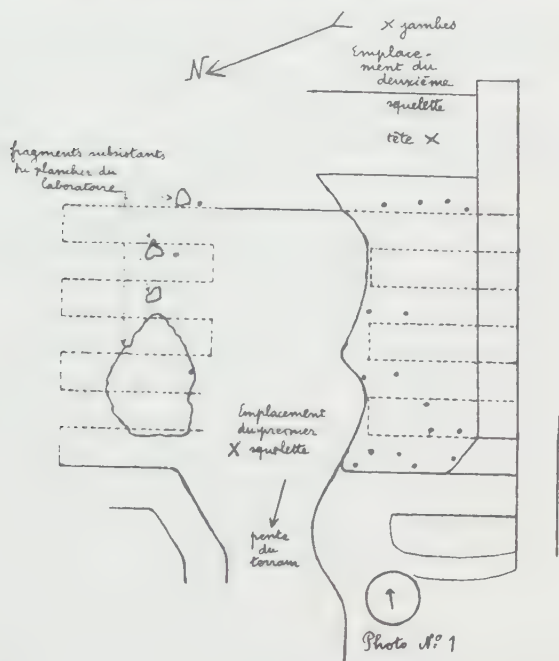 × jambes
Emplace-
ment du
deuxième
squelette
tête ×
N
fragments subsistants
du plancher du
laboratoire
Emplacement
du premier
× squelette
pente
du
terrain
Photo N° 1